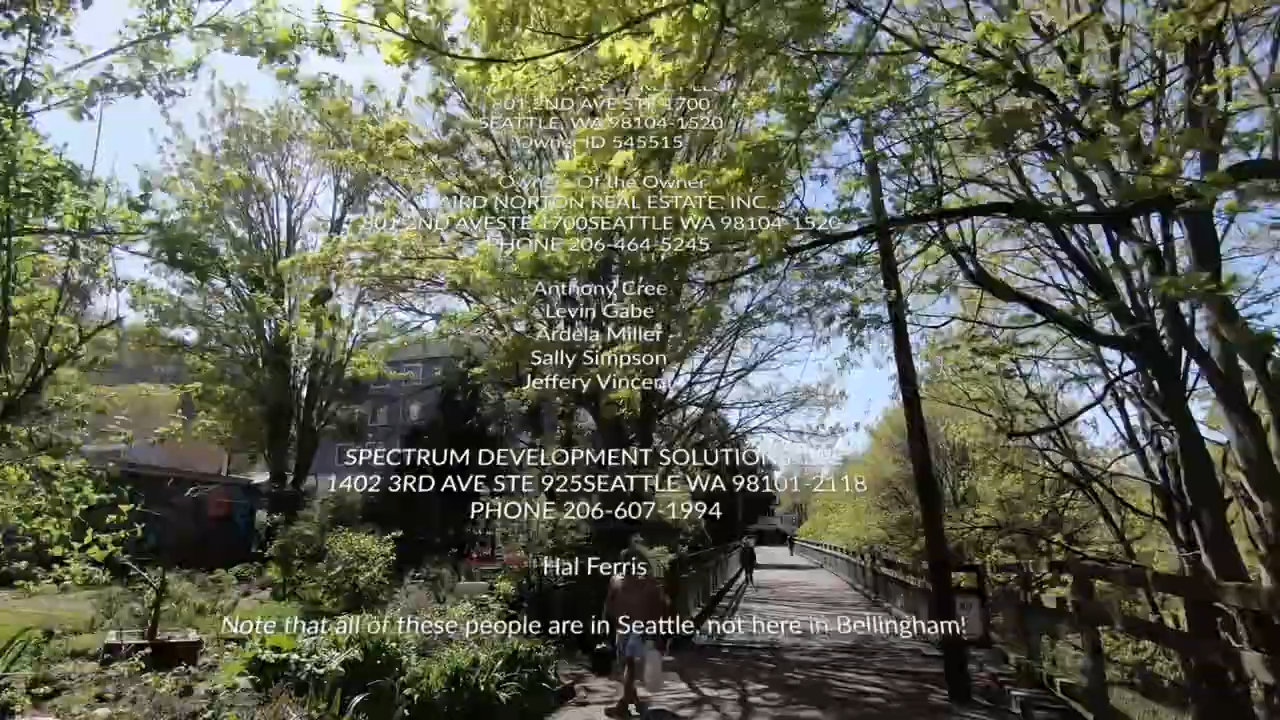 801 2ND AVE STE 1700
SEATTLE, WA 98104-1520
Owner ID 545515
Owners Of the Owner
LAIRD NORTON REAL ESTATE, INC.
801 2ND AVESTE 1700SEATTLE WA 98104-1520
PHONE 206-464-5245
Anthony Cree
Levin Gabe
Ardela Miller
Sally Simpson
Jeffery Vincent
SPECTRUM DEVELOPMENT SOLUTIONS
1402 3RD AVE STE 925SEATTLE WA 98101-2118
PHONE 206-607-1994
Hal Ferris
Note that all of these people are in Seattle, not here in Bellingham!